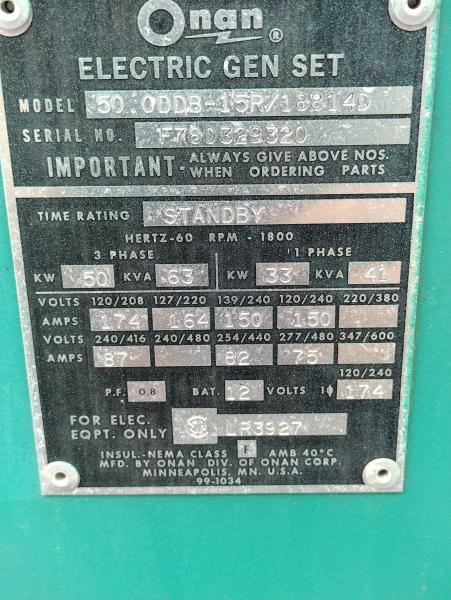 Onan ®
ELECTRIC GEN SET
MODEL 50.0DDB-15R/18814D
SERIAL NO. F780329320
IMPORTANT- ALWAYS GIVE ABOVE NOS. WHEN ORDERING PARTS
TIME RATING STANDBY
HERTZ-60 RPM - 1800
3 PHASE 1 PHASE
KW 50 KVA 63 KW 33 KVA 41
VOLTS 120/208 127/220 139/240 120/240 220/380
AMPS 174 164 150 150
VOLTS 240/416 240/480 254/440 277/480 347/600
AMPS 87 82 75
120/240
P.F. 0.8 BAT. 12 VOLTS 1ϕ 174
FOR ELEC. EQPT. ONLY LR3927
INSUL-NEMA CLASS F AMB 40°C
MFD. BY ONAN DIV. OF ONAN CORP.
MINNEAPOLIS, MN. U.S.A.
99-1034